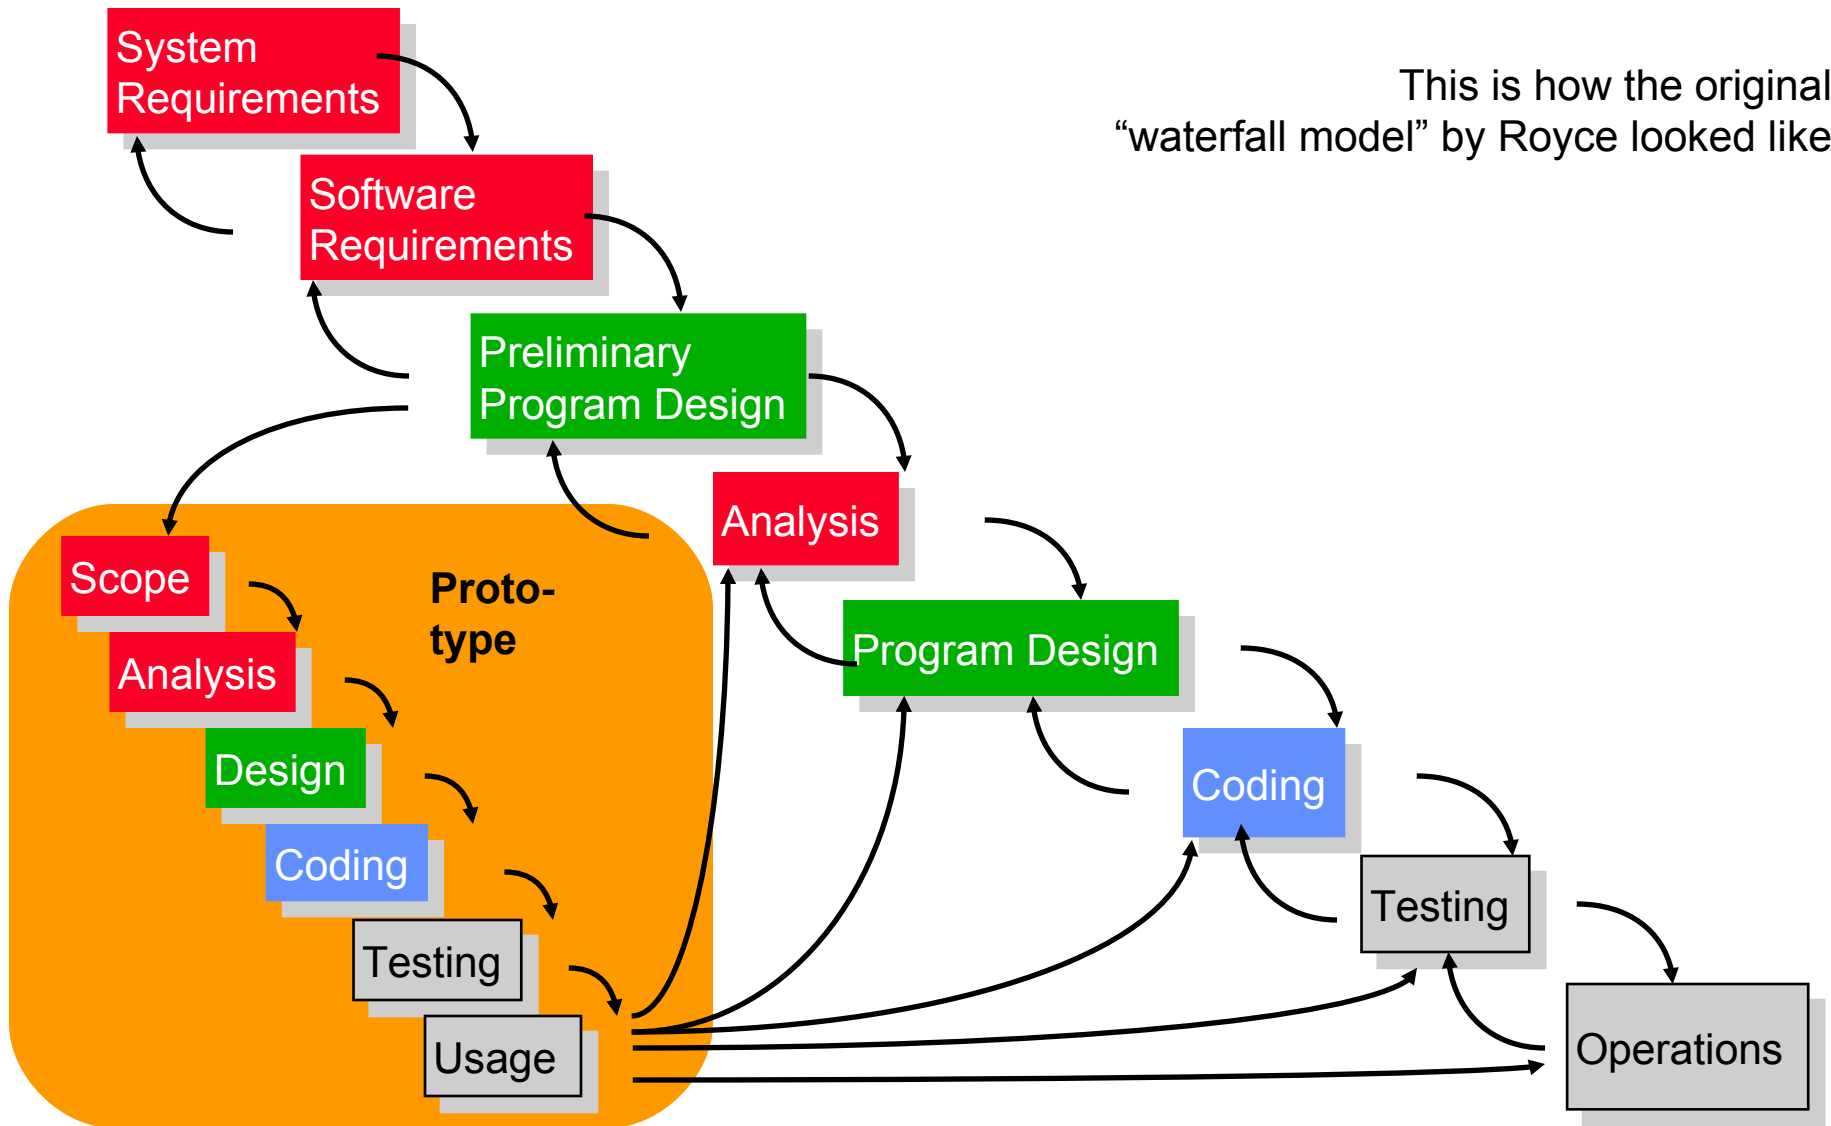 System
Requirements
This is how the original
“waterfall model” by Royce looked like
Software
Requirements
Preliminary
Program Design
Analysis
Program Design
Coding
Testing
Operations
Proto-
type
Scope
Analysis
Design
Coding
Testing
Usage